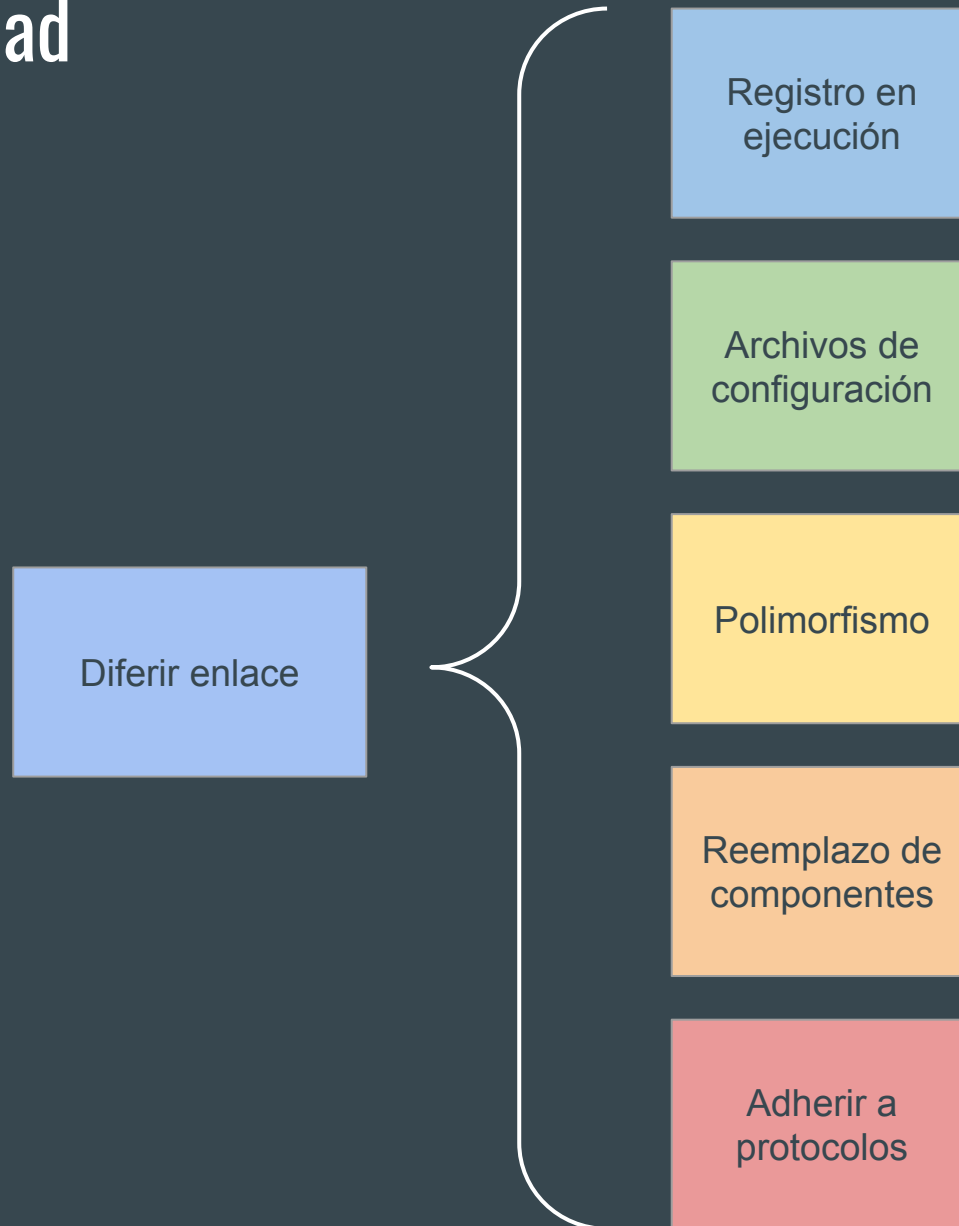 ad
Registro en
ejecución
Archivos de
configuración
Polimorfismo
Diferir enlace
Reemplazo de
componentes
Adherir a
protocolos